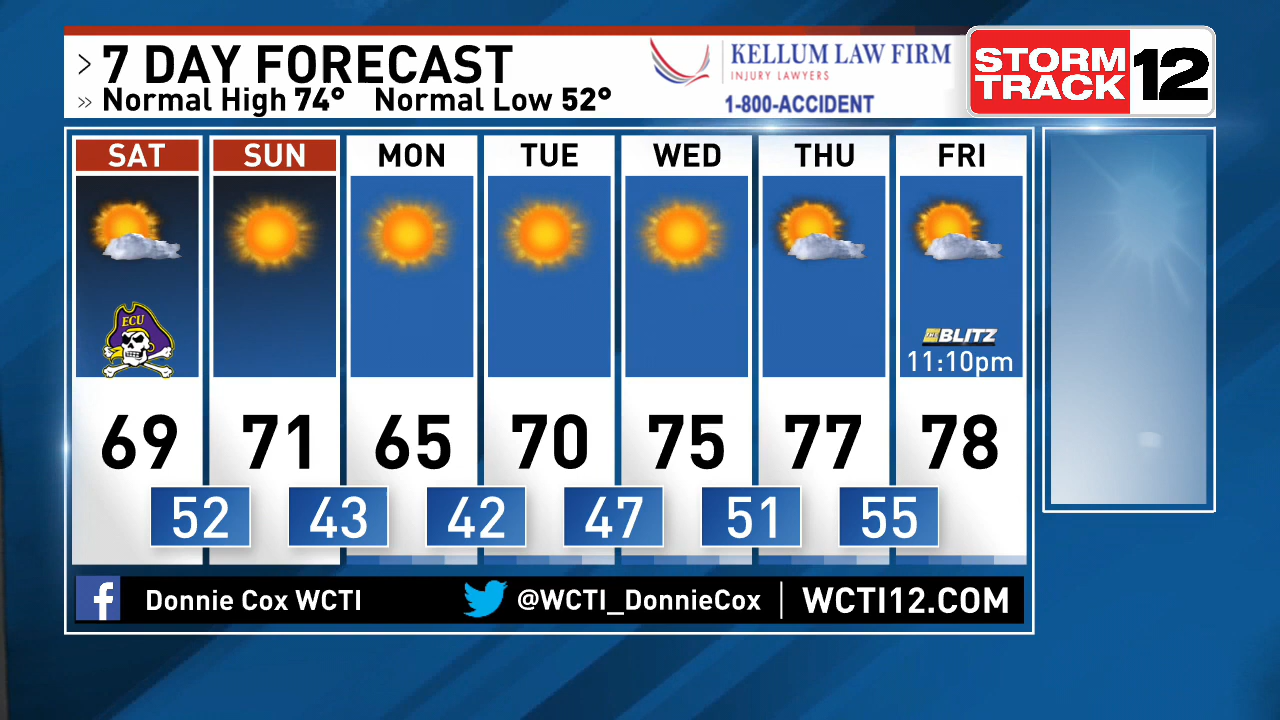 7 DAY FORECAST
Normal High 74° Normal Low 52°
KELLUM LAW FIRM
INJURY LAWYERS
1-800-ACCIDENT
STORM
TRACK
12
SAT SUN MON TUE WED THU FRI
ECU
THE BLITZ
11:10pm
69 71 65 70 75 77 78
52 43 42 47 51 55
f Donnie Cox WCTI @WCTI_DonnieCox WCTI12.COM